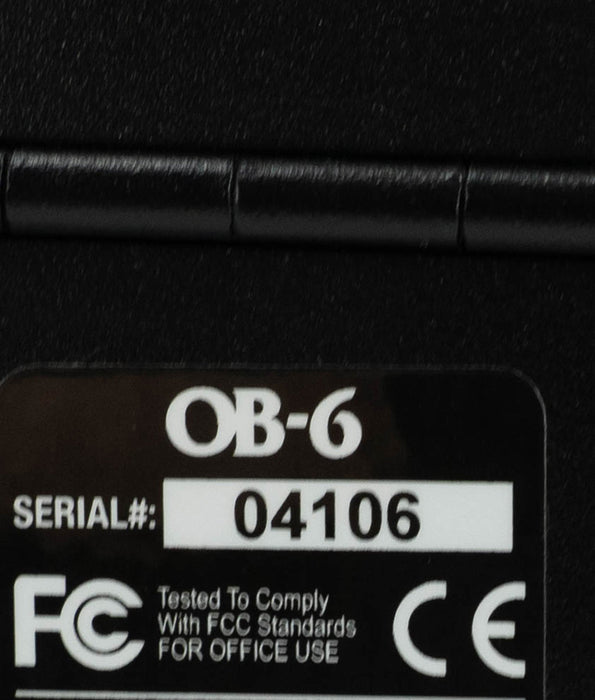 OB-6
SERIAL#: 04106
FC Tested To Comply
With FCC Standards
FOR OFFICE USE
CE